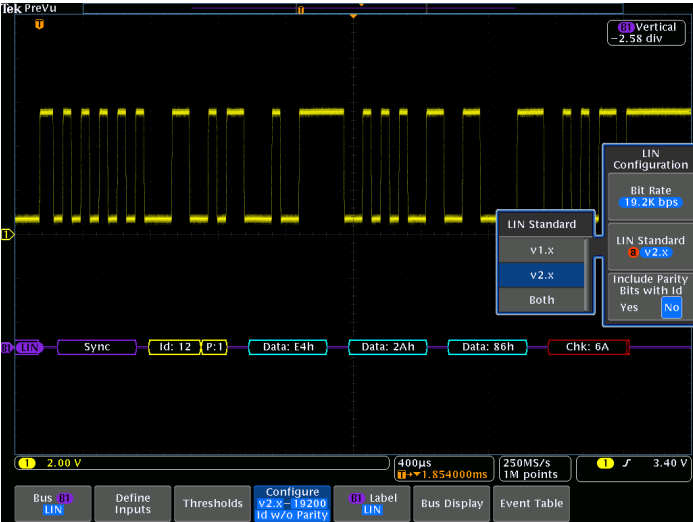 Tek PreVu
T
T
B1 Vertical
-2.58 div
LIN
Configuration
Bit Rate
19.2K bps
LIN Standard
v1.x
v2.x
Both
LIN Standard
a v2.x
Include Parity
Bits with Id
Yes No
1
B1 LIN Sync Id: 12 P:1 Data: E4h Data: 2Ah Data: 86h Chk: 6A
1 2.00 V
400µs
T→▼1.854000ms
250MS/s
1M points
1 3.40 V
Bus B1
LIN
Define
Inputs
Thresholds
Configure
v2.x-19200
Id w/o Parity
B1 Label
LIN
Bus Display
Event Table